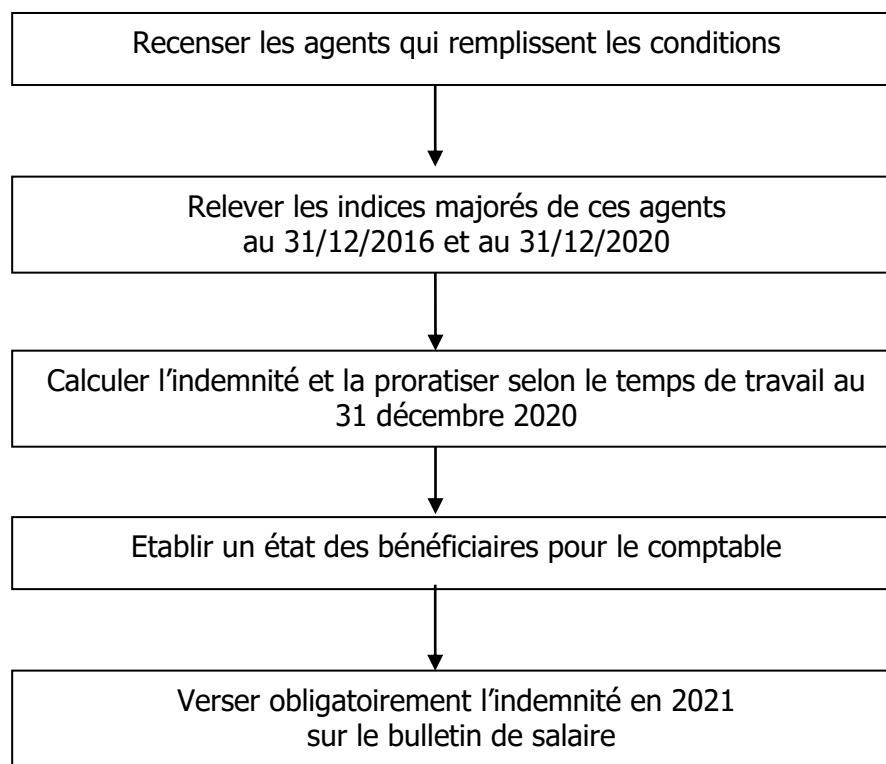 Recenser les agents qui remplissent les conditions
Relever les indices majorés de ces agents
au 31/12/2016 et au 31/12/2020
Calculer l’indemnité et la proratiser selon le temps de travail au
31 décembre 2020
Etablir un état des bénéficiaires pour le comptable
Verser obligatoirement l’indemnité en 2021
sur le bulletin de salaire